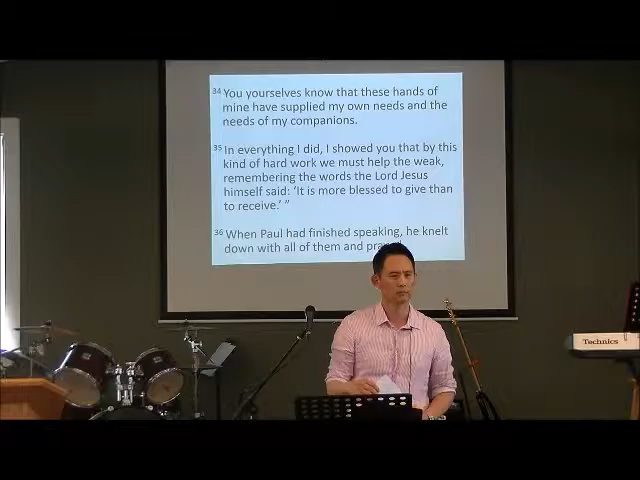 34 You yourselves know that these hands of
mine have supplied my own needs and the
needs of my companions.
35 In everything I did, I showed you that by this
kind of hard work we must help the weak,
remembering the words the Lord Jesus
himself said: ‘It is more blessed to give than
to receive.’ ”
36 When Paul had finished speaking, he knelt
down with all of them and pra
Technics